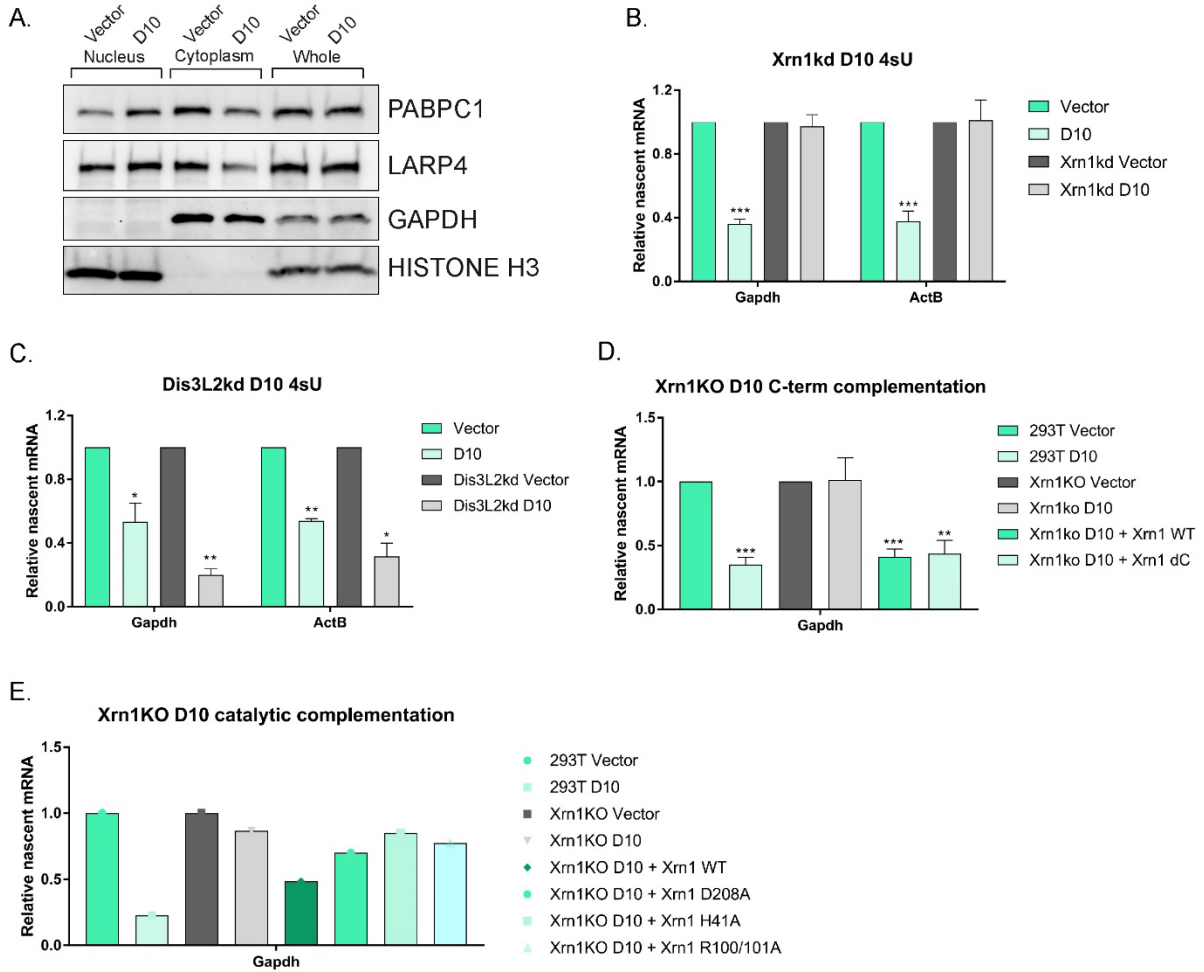 A.
Vector
D10
Vector
D10
Vector
D10
Nucleus Cytoplasm Whole
PABPC1
LARP4
GAPDH
HISTONE H3
B.
Xrn1kd D10 4sU
Relative nascent mRNA
1.2
0.8
0.4
0.0
***
***
Gapdh ActB
Vector
D10
Xrn1kd Vector
Xrn1kd D10
C.
Dis3L2kd D10 4sU
Relative nascent mRNA
1.2
0.8
0.4
0.0
*
**
**
*
Gapdh ActB
Vector
D10
Dis3L2kd Vector
Dis3L2kd D10
D.
Xrn1KO D10 C-term complementation
Relative nascent mRNA
1.5
1.0
0.5
0.0
***
***
**
Gapdh
293T Vector
293T D10
Xrn1KO Vector
Xrn1ko D10
Xrn1ko D10 + Xrn1 WT
Xrn1ko D10 + Xrn1 dC
E.
Xrn1KO D10 catalytic complementation
Relative nascent mRNA
1.5
1.0
0.5
0.0
Gapdh
293T Vector
293T D10
Xrn1KO Vector
Xrn1KO D10
Xrn1KO D10 + Xrn1 WT
Xrn1KO D10 + Xrn1 D208A
Xrn1KO D10 + Xrn1 H41A
Xrn1KO D10 + Xrn1 R100/101A